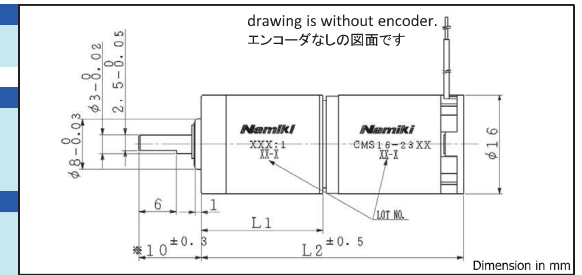 drawing is without encoder.
エンコーダなしの図面です
φ8-0.03 0
φ3-0.02 0
2.5-0.05 0
Namiki
XXX:1
XX-X
Namiki
CMS16-23XX
XX-X
φ16
LOT NO.
6
1
L1
※10 ±0.3
L2 ±0.5
Dimension in mm